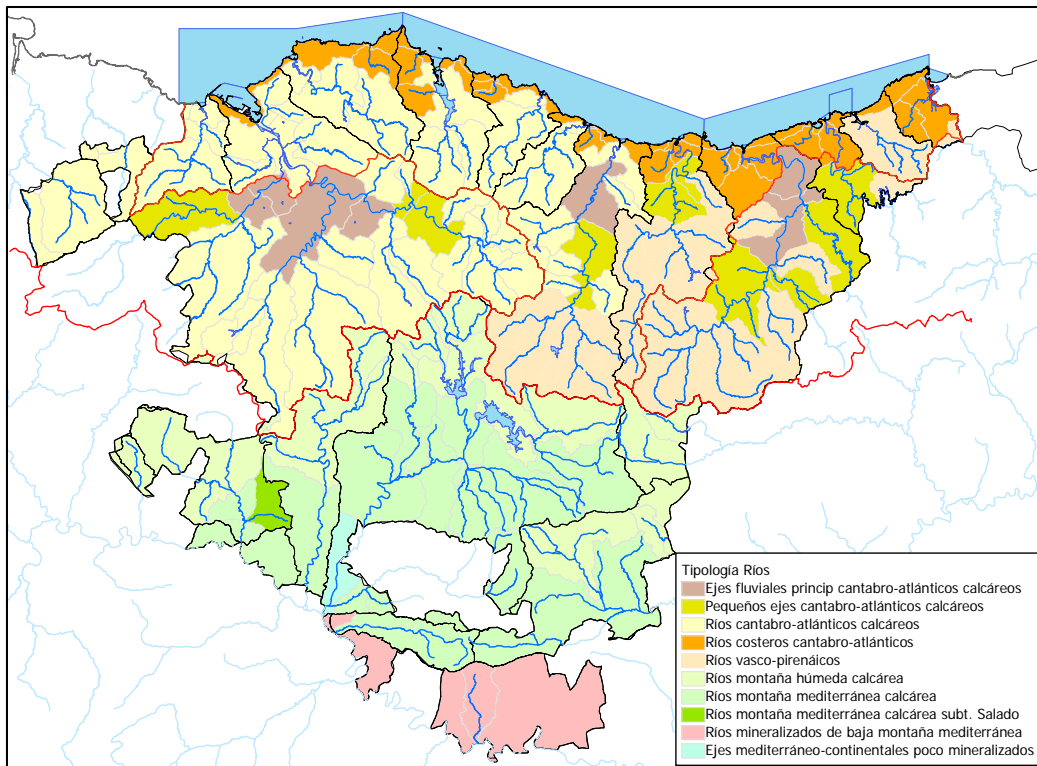 Tipología Ríos
Ejes fluviales princip cantabro-atlánticos calcáreos
Pequeños ejes cantabro-atlánticos calcáreos
Ríos cantabro-atlánticos calcáreos
Ríos costeros cantabro-atlánticos
Ríos vasco-pirenáicos
Ríos montaña húmeda calcárea
Ríos montaña mediterránea calcárea
Ríos montaña mediterránea calcárea subt. Salado
Ríos mineralizados de baja montaña mediterránea
Ejes mediterráneo-continentales poco mineralizados